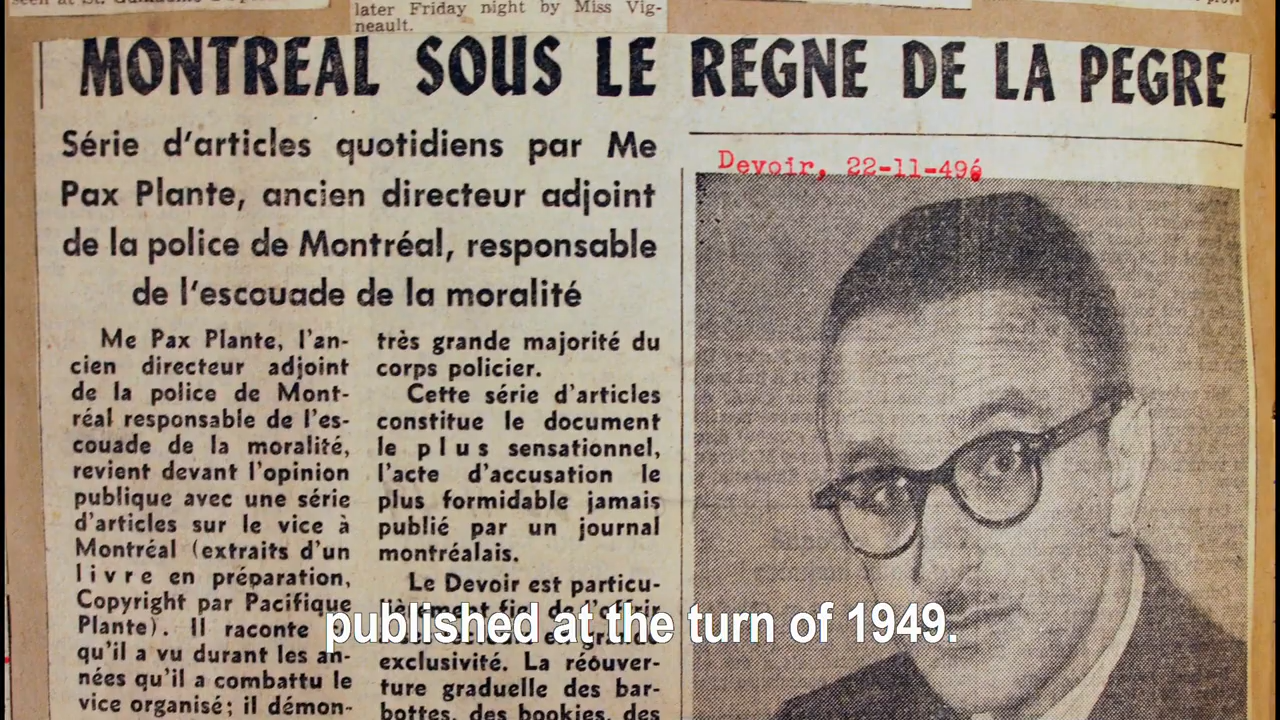 later Friday night by Miss Vig-
neault.
MONTREAL SOUS LE REGNE DE LA PEGRE
Série d'articles quotidiens par Me
Pax Plante, ancien directeur adjoint
de la police de Montréal, responsable
de l'escouade de la moralité
Devoir, 22-11-49
Me Pax Plante, l'an-
cien directeur adjoint
de la police de Mont-
réal responsable de l'es-
couade de la moralité,
revient devant l'opinion
publique avec une série
d'articles sur le vice à
Montréal (extraits d'un
livre en préparation,
Copyright par Pacifique
Plante). Il raconte
qu'il a vu durant les an-
nées qu'il a combattu le
vice organisé; il démon-
très grande majorité du
corps policier.
Cette série d'articles
constitue le document
le plus sensationnel,
l'acte d'accusation le
plus formidable jamais
publié par un journal
montréalais.
Le Devoir est particu-
exclusivité. La réouver-
ture graduelle des bar-
bottes, des bookies, des
published at the turn of 1949.